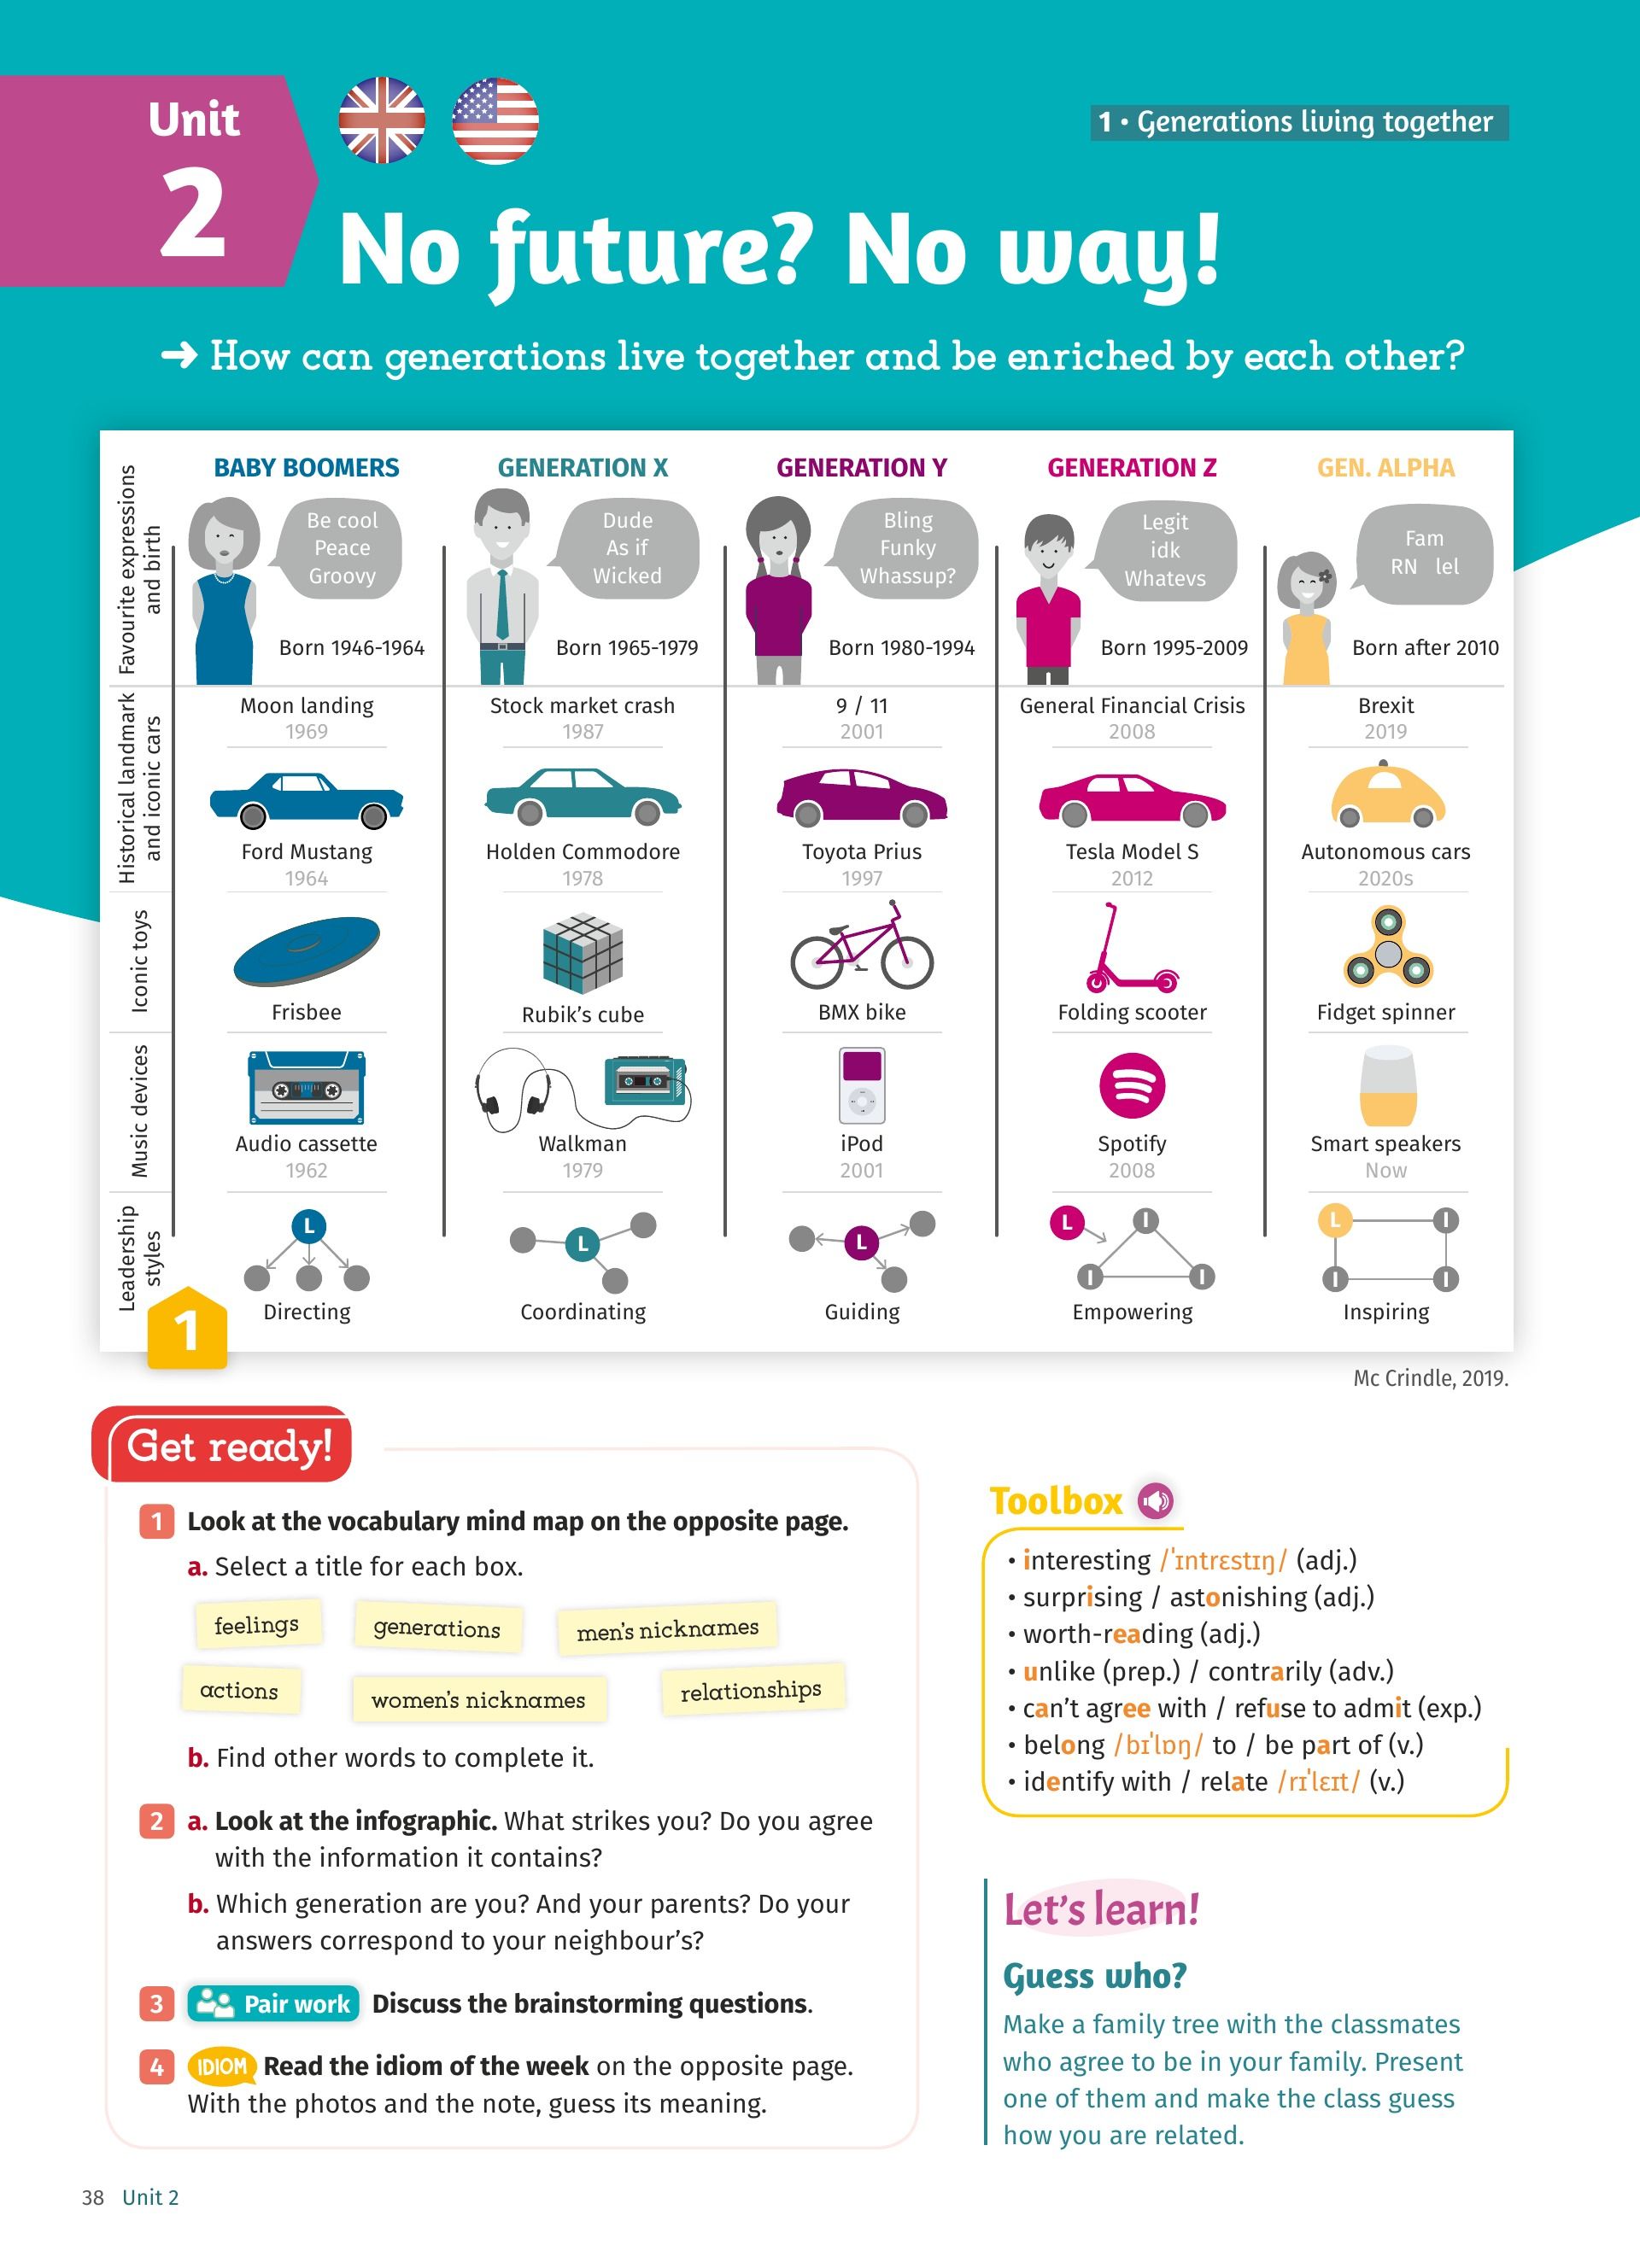 Unit
2
1 • Generations living together
No future? No way!
➜ How can generations live together and be enriched by each other?
Favourite expressions
and birth
BABY BOOMERS
Be cool
Peace
Groovy
Born 1946-1964
GENERATION X
Dude
As if
Wicked
Born 1965-1979
GENERATION Y
Bling
Funky
Whassup?
Born 1980-1994
GENERATION Z
Legit
idk
Whatevs
Born 1995-2009
GEN. ALPHA
Fam
RN lel
Born after 2010
Historical landmark
and iconic cars
Moon landing
1969
Ford Mustang
1964
Stock market crash
1987
Holden Commodore
1978
9 / 11
2001
Toyota Prius
1997
General Financial Crisis
2008
Tesla Model S
2012
Brexit
2019
Autonomous cars
2020s
Iconic toys
Frisbee
Rubik's cube
BMX bike
Folding scooter
Fidget spinner
Music devices
Audio cassette
1962
Walkman
1979
iPod
2001
Spotify
2008
Smart speakers
Now
Leadership
styles
L
Directing
L
Coordinating
L
Guiding
L
I
I
I
Empowering
L
I
I
I
Inspiring
1
Mc Crindle, 2019.
Get ready!
1 Look at the vocabulary mind map on the opposite page.
a. Select a title for each box.
feelings
generations
men's nicknames
actions
women's nicknames
relationships
b. Find other words to complete it.
2 a. Look at the infographic. What strikes you? Do you agree
with the information it contains?
b. Which generation are you? And your parents? Do your
answers correspond to your neighbour's?
3 Pair work Discuss the brainstorming questions.
4 IDIOM Read the idiom of the week on the opposite page.
With the photos and the note, guess its meaning.
Toolbox
• interesting /ˈɪntrɛstɪŋ/ (adj.)
• surprising / astonishing (adj.)
• worth-reading (adj.)
• unlike (prep.) / contrarily (adv.)
• can't agree with / refuse to admit (exp.)
• belong /bɪˈlɒŋ/ to / be part of (v.)
• identify with / relate /rɪˈlɛɪt/ (v.)
Let's learn!
Guess who?
Make a family tree with the classmates
who agree to be in your family. Present
one of them and make the class guess
how you are related.
38 Unit 2